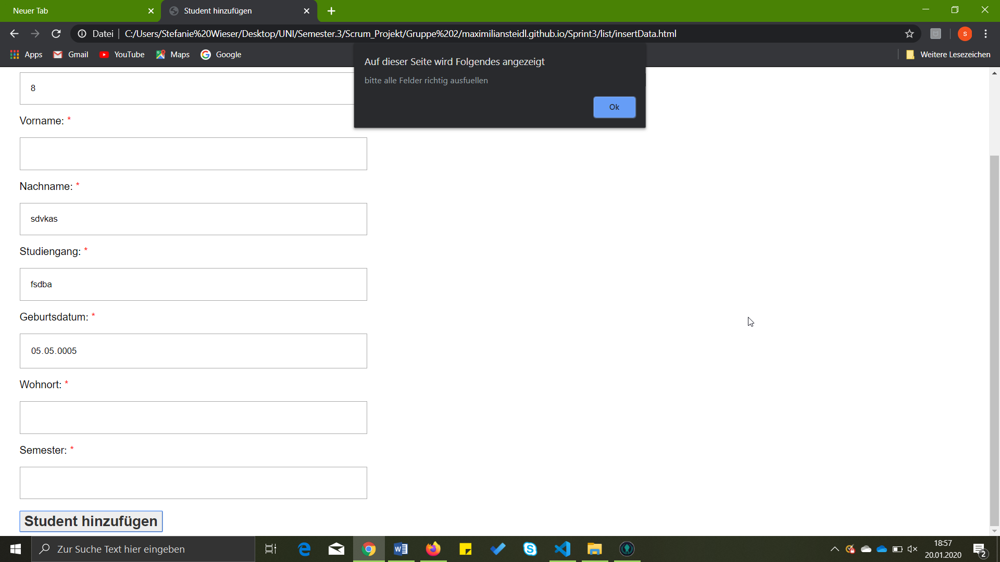 Neuer Tab
Student hinzufügen
Datei
C:/Users/Stefanie%20Wieser/Desktop/UNI/Semester.3/Scrum_Projekt/Gruppe%202/maximiliansteidl.github.io/Sprint3/list/insertData.html
s
Apps
Gmail
YouTube
Maps
Google
Weitere Lesezeichen
Auf dieser Seite wird Folgendes angezeigt
bitte alle Felder richtig ausfuellen
Ok
8
Vorname: *
Nachname: *
sdvkas
Studiengang: *
fsdba
Geburtsdatum: *
05.05.0005
Wohnort: *
Semester: *
Student hinzufügen
Zur Suche Text hier eingeben
18:57
20.01.2020
2